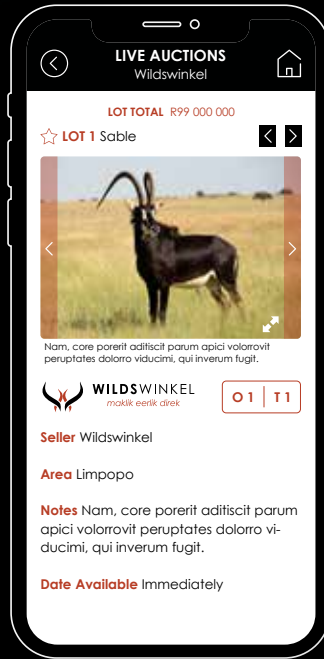 LIVE AUCTIONS
Wildswinkel
LOT TOTAL R99 000 000
LOT 1 Sable
Nam, core porerit aditiscit parum apici volorrovit
peruptates dolorro viducimi, qui inverum fugit.
WILDSWINKEL
maklik eerlik direk
O 1 | T 1
Seller Wildswinkel
Area Limpopo
Notes Nam, core porerit aditiscit parum
apici volorrovit peruptates dolorro vi-
ducimi, qui inverum fugit.
Date Available Immediately